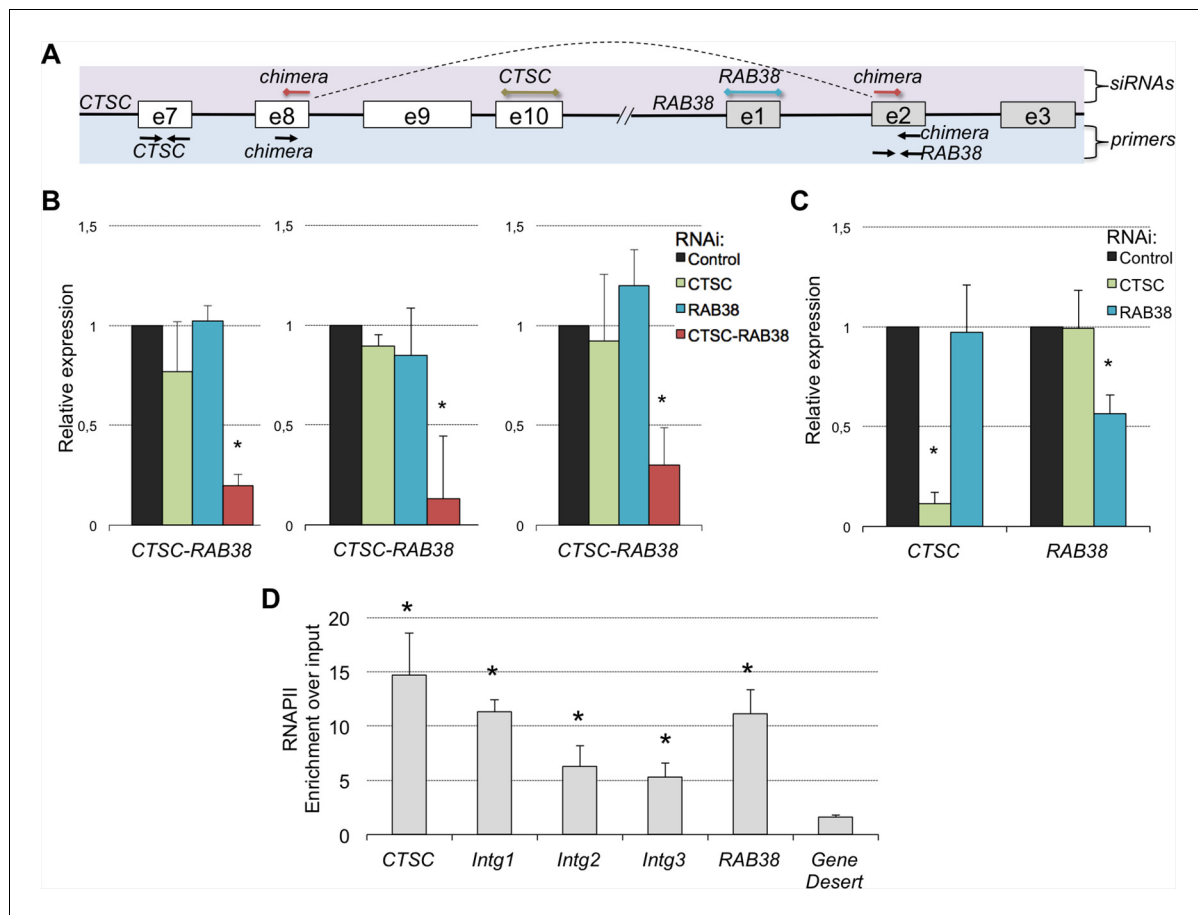 A
chimera CTSC RAB38 chimera siRNAs
CTSC e7 e8 e9 e10 // RAB38 e1 e2 e3
CTSC chimera chimera primers
RAB38
B
Relative expression
1,5
1
0,5
0
CTSC-RAB38
1,5
1
0,5
0
*
CTSC-RAB38
1,5
1
0,5
0
*
CTSC-RAB38
*
RNAi:
Control
CTSC
RAB38
CTSC-RAB38
C
Relative expression
1,5
1
0,5
0
*
*
CTSC RAB38
RNAi:
Control
CTSC
RAB38
D
RNAPII
Enrichment over input
20
15
10
5
0
* * * * *
CTSC Intg1 Intg2 Intg3 RAB38 Gene
Desert